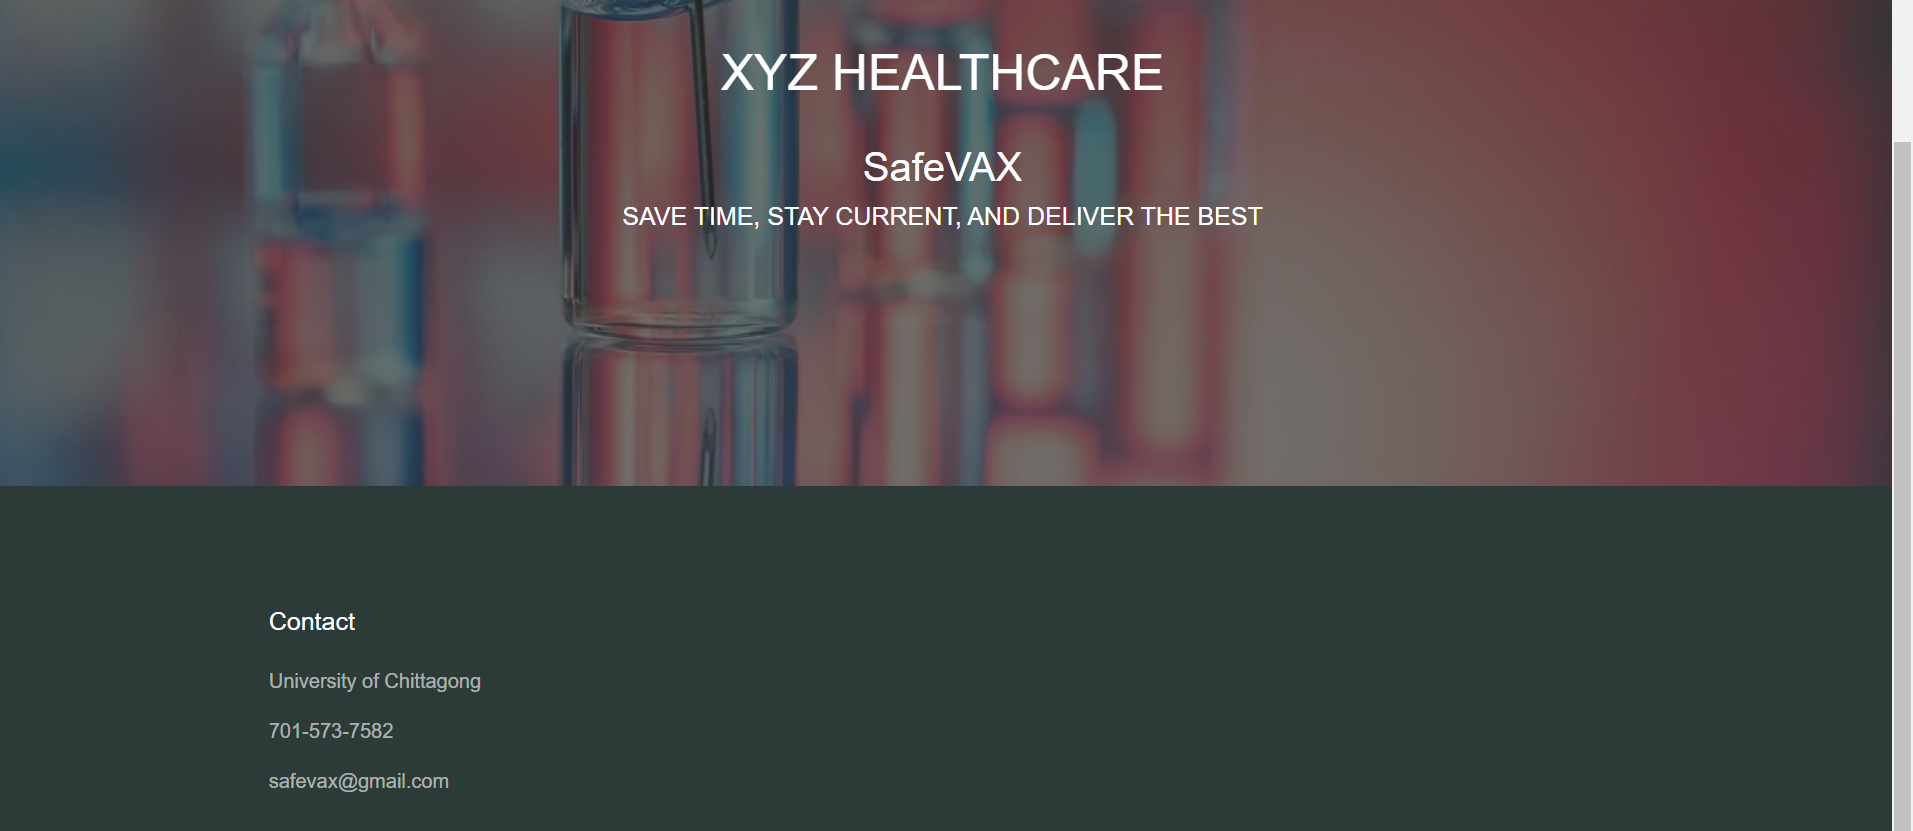 XYZ HEALTHCARE
SafeVAX
SAVE TIME, STAY CURRENT, AND DELIVER THE BEST
Contact
University of Chittagong
701-573-7582
safevax@gmail.com